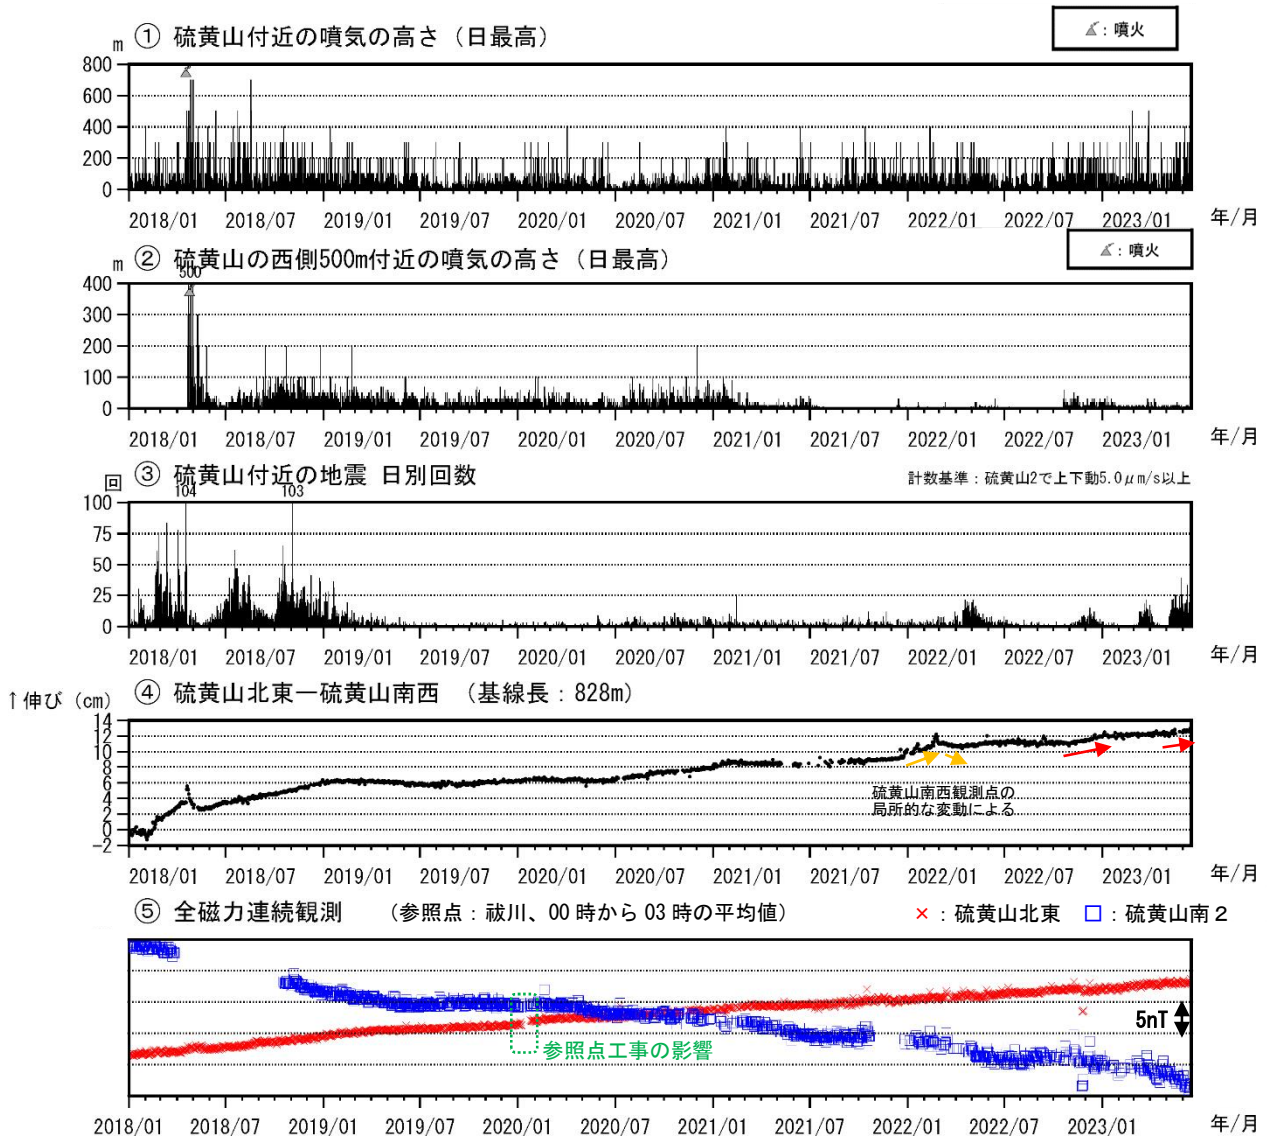 ① 硫黄山付近の噴気の高さ（日最高）
：噴火
m
800
600
400
200
0
2018/01 2018/07 2019/01 2019/07 2020/01 2020/07 2021/01 2021/07 2022/01 2022/07 2023/01 年/月
② 硫黄山の西側500m付近の噴気の高さ（日最高）
：噴火
m
500
400
300
200
100
0
2018/01 2018/07 2019/01 2019/07 2020/01 2020/07 2021/01 2021/07 2022/01 2022/07 2023/01 年/月
③ 硫黄山付近の地震 日別回数
計数基準：硫黄山2で上下動5.0μm/s以上
回
104 103
100
75
50
25
0
2018/01 2018/07 2019/01 2019/07 2020/01 2020/07 2021/01 2021/07 2022/01 2022/07 2023/01 年/月
④ 硫黄山北東ー硫黄山南西 （基線長：828m）
↑伸び（cm）
14
12
10
8
6
4
2
0
-2
硫黄山南西観測点の
局所的な変動による
2018/01 2018/07 2019/01 2019/07 2020/01 2020/07 2021/01 2021/07 2022/01 2022/07 2023/01 年/月
⑤ 全磁力連続観測 （参照点：祓川、00時から03時の平均値） ×：硫黄山北東 □：硫黄山南２
5nT
参照点工事の影響
2018/01 2018/07 2019/01 2019/07 2020/01 2020/07 2021/01 2021/07 2022/01 2022/07 2023/01 年/月